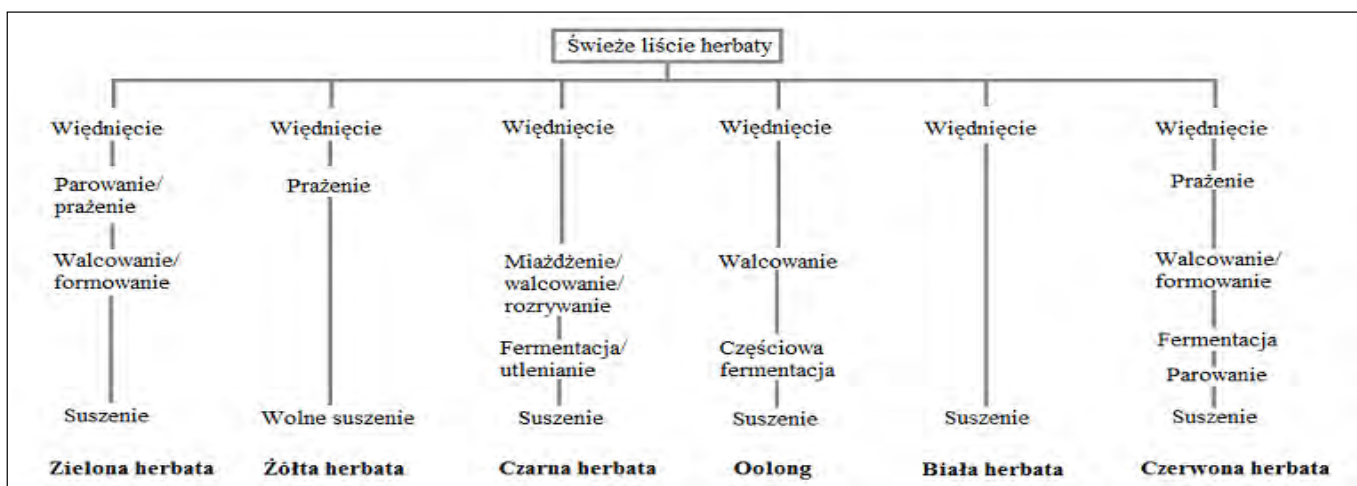 Świeże liście herbaty
Więdnięcie
Więdnięcie
Więdnięcie
Więdnięcie
Więdnięcie
Więdnięcie
Parowanie/
prażenie
Prażenie
Prażenie
Walcowanie/
formowanie
Miażdżenie/
walcowanie/
rozrywanie
Walcowanie
Walcowanie/
formowanie
Fermentacja/
utlenianie
Częściowa
fermentacja
Fermentacja
Parowanie
Suszenie
Wolne suszenie
Suszenie
Suszenie
Suszenie
Suszenie
Zielona herbata
Żółta herbata
Czarna herbata
Oolong
Biała herbata
Czerwona herbata